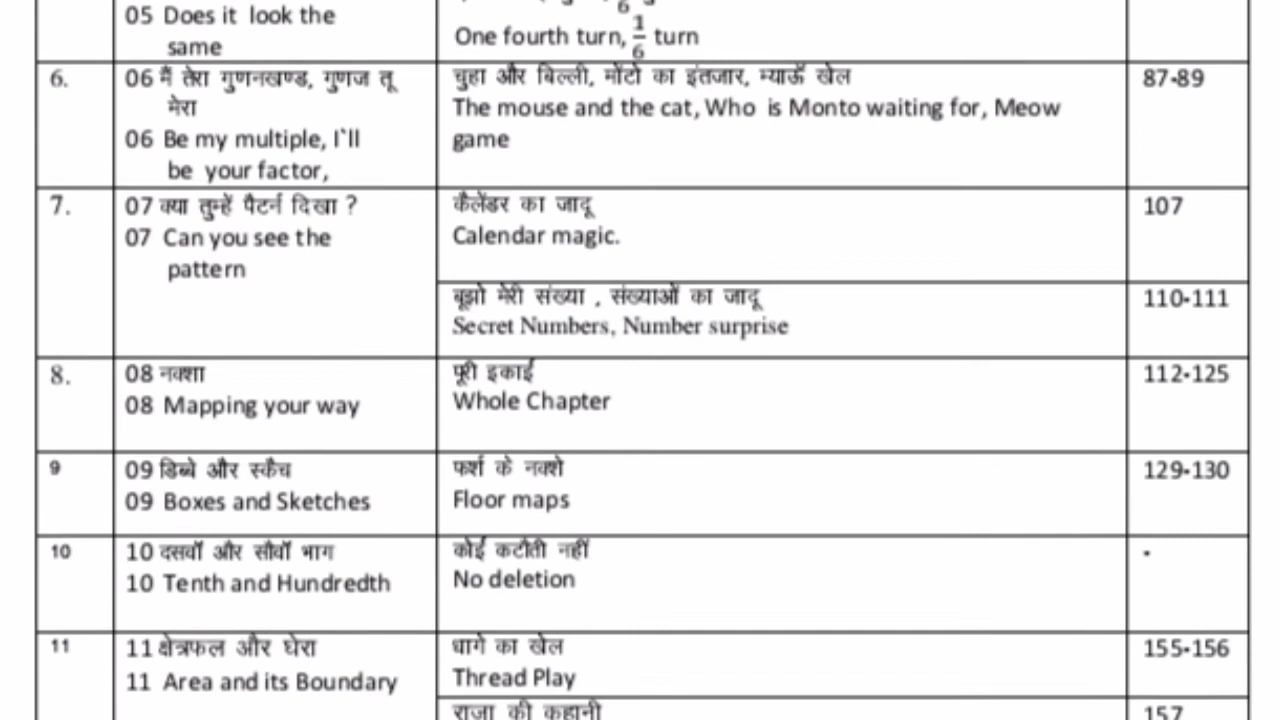 05 Does it look the
same
6
One fourth turn, 1/6 turn
6.
06 मैं तेरा गुणनखण्ड, गुणज तू
मेरा
06 Be my multiple, I`ll
be your factor,
चुहा और बिल्ली, मोंटो का इंतजार, म्याऊँ खेल
The mouse and the cat, Who is Monto waiting for, Meow
game
87-89
7.
07 क्या तुम्हें पैटर्न दिखा ?
07 Can you see the
pattern
कैलेंडर का जादू
Calendar magic.
107
बूझो मेरी संख्या , संख्याओं का जादू
Secret Numbers, Number surprise
110-111
8.
08 नक्शा
08 Mapping your way
पूरी इकाई
Whole Chapter
112-125
9
09 डिब्बे और स्कैच
09 Boxes and Sketches
फर्श के नक्शे
Floor maps
129-130
10
10 दसवाँ और सौवाँ भाग
10 Tenth and Hundredth
कोई कटौती नहीं
No deletion
11
11 क्षेत्रफल और घेरा
11 Area and its Boundary
धागे का खेल
Thread Play
155-156
राजा की कहानी
157